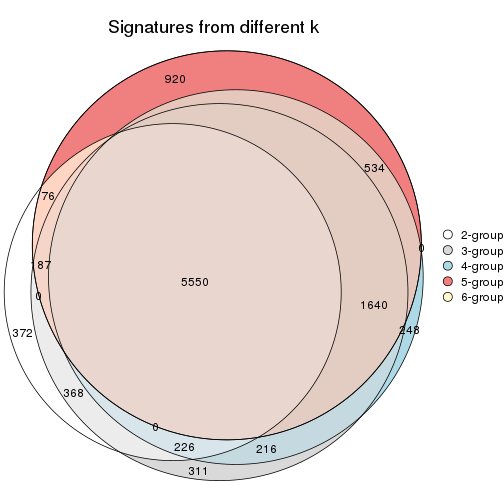 Signatures from different k
920
534
76
0
187
5550
0
1640
248
372
368
0
226
216
311
2-group
3-group
4-group
5-group
6-group